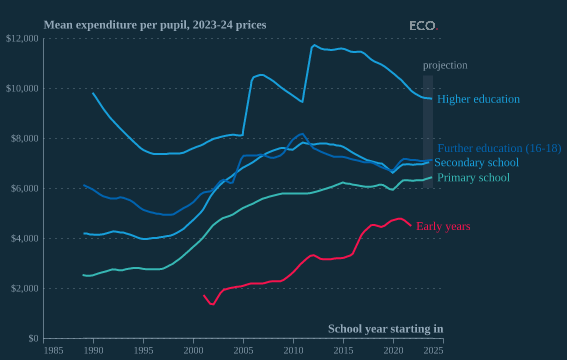 Mean expenditure per pupil, 2023-24 prices
ECO.
$12,000
projection
$10,000
Higher education
$8,000
Further education (16-18)
Secondary school
Primary school
$6,000
Early years
$4,000
$2,000
School year starting in
$0
1985 1990 1995 2000 2005 2010 2015 2020 2025